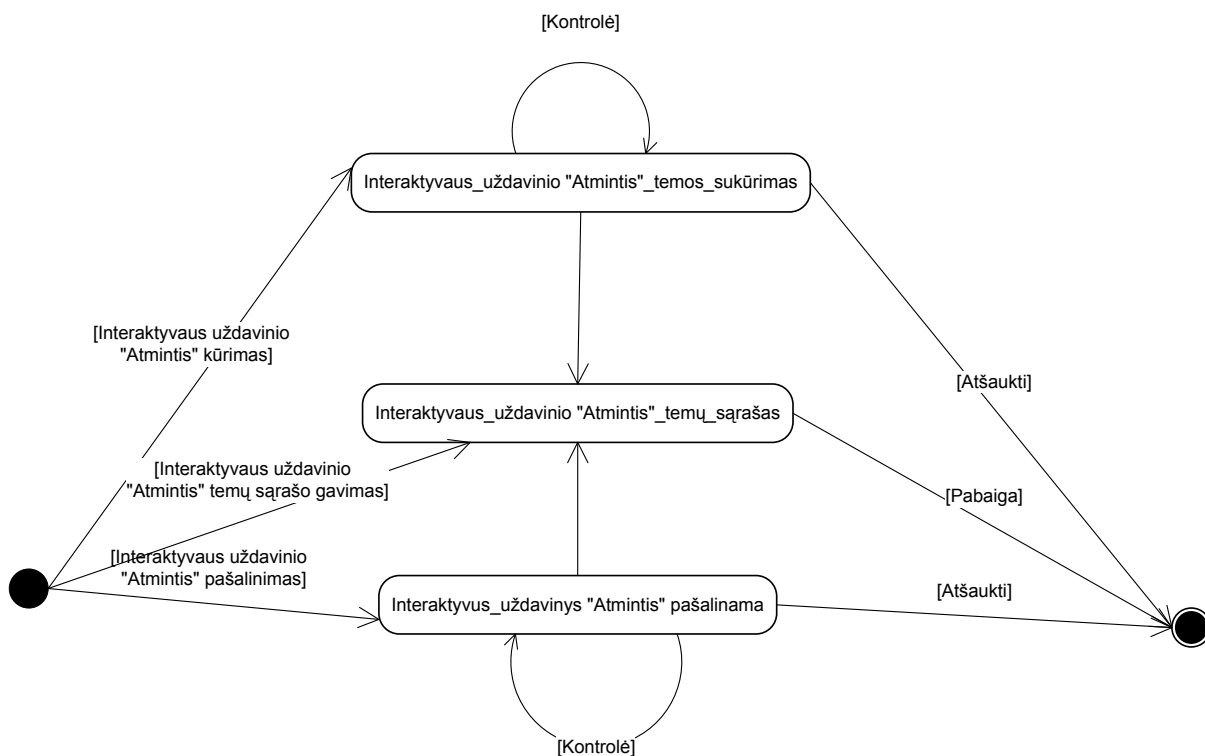 [Kontrolė]
Interaktyvaus_uždavinio "Atmintis"_temos_sukūrimas
[Interaktyvaus uždavinio
"Atmintis" kūrimas]
[Atšaukti]
Interaktyvaus_uždavinio "Atmintis"_temų_sąrašas
[Interaktyvaus uždavinio
"Atmintis" temų sąrašo gavimas]
[Pabaiga]
[Interaktyvaus uždavinio
"Atmintis" pašalinimas]
Interaktyvus_uždavinys "Atmintis" pašalinama
[Atšaukti]
[Kontrolė]